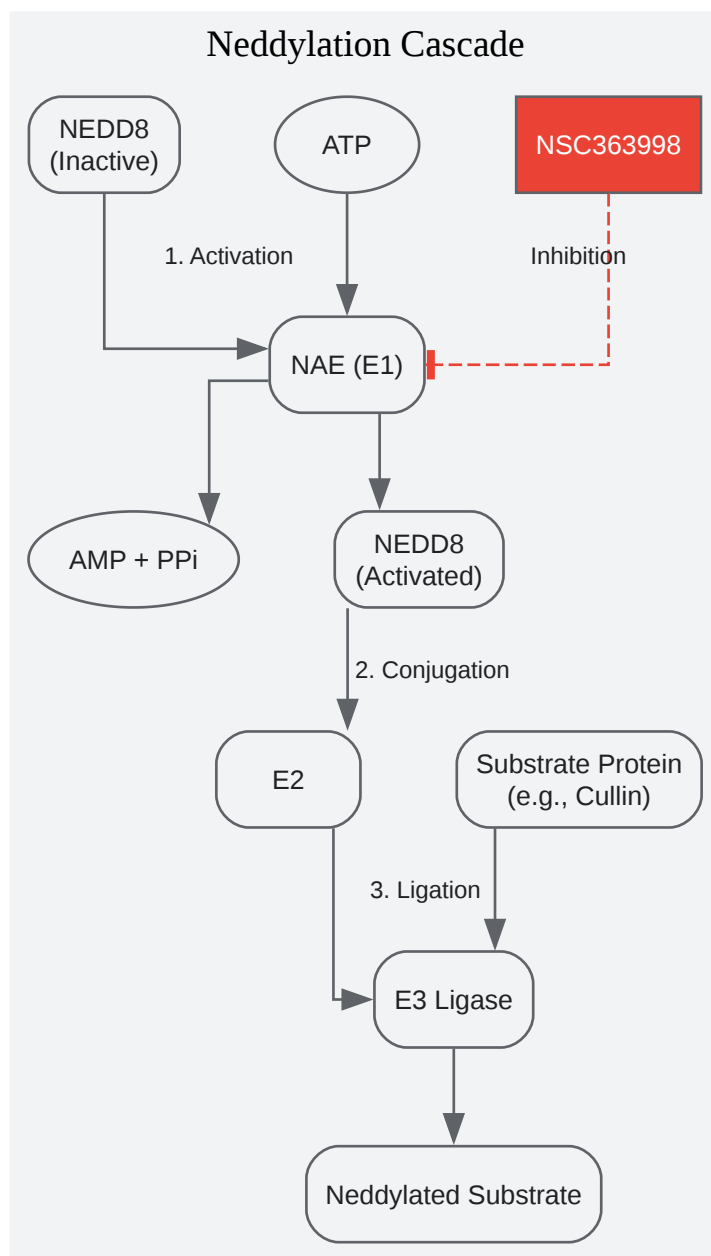 Neddylation Cascade
NEDD8
(Inactive)
ATP
NSC363998
1. Activation
Inhibition
NAE (E1)
AMP + PPi
NEDD8
(Activated)
2. Conjugation
E2
Substrate Protein
(e.g., Cullin)
3. Ligation
E3 Ligase
Neddylated Substrate